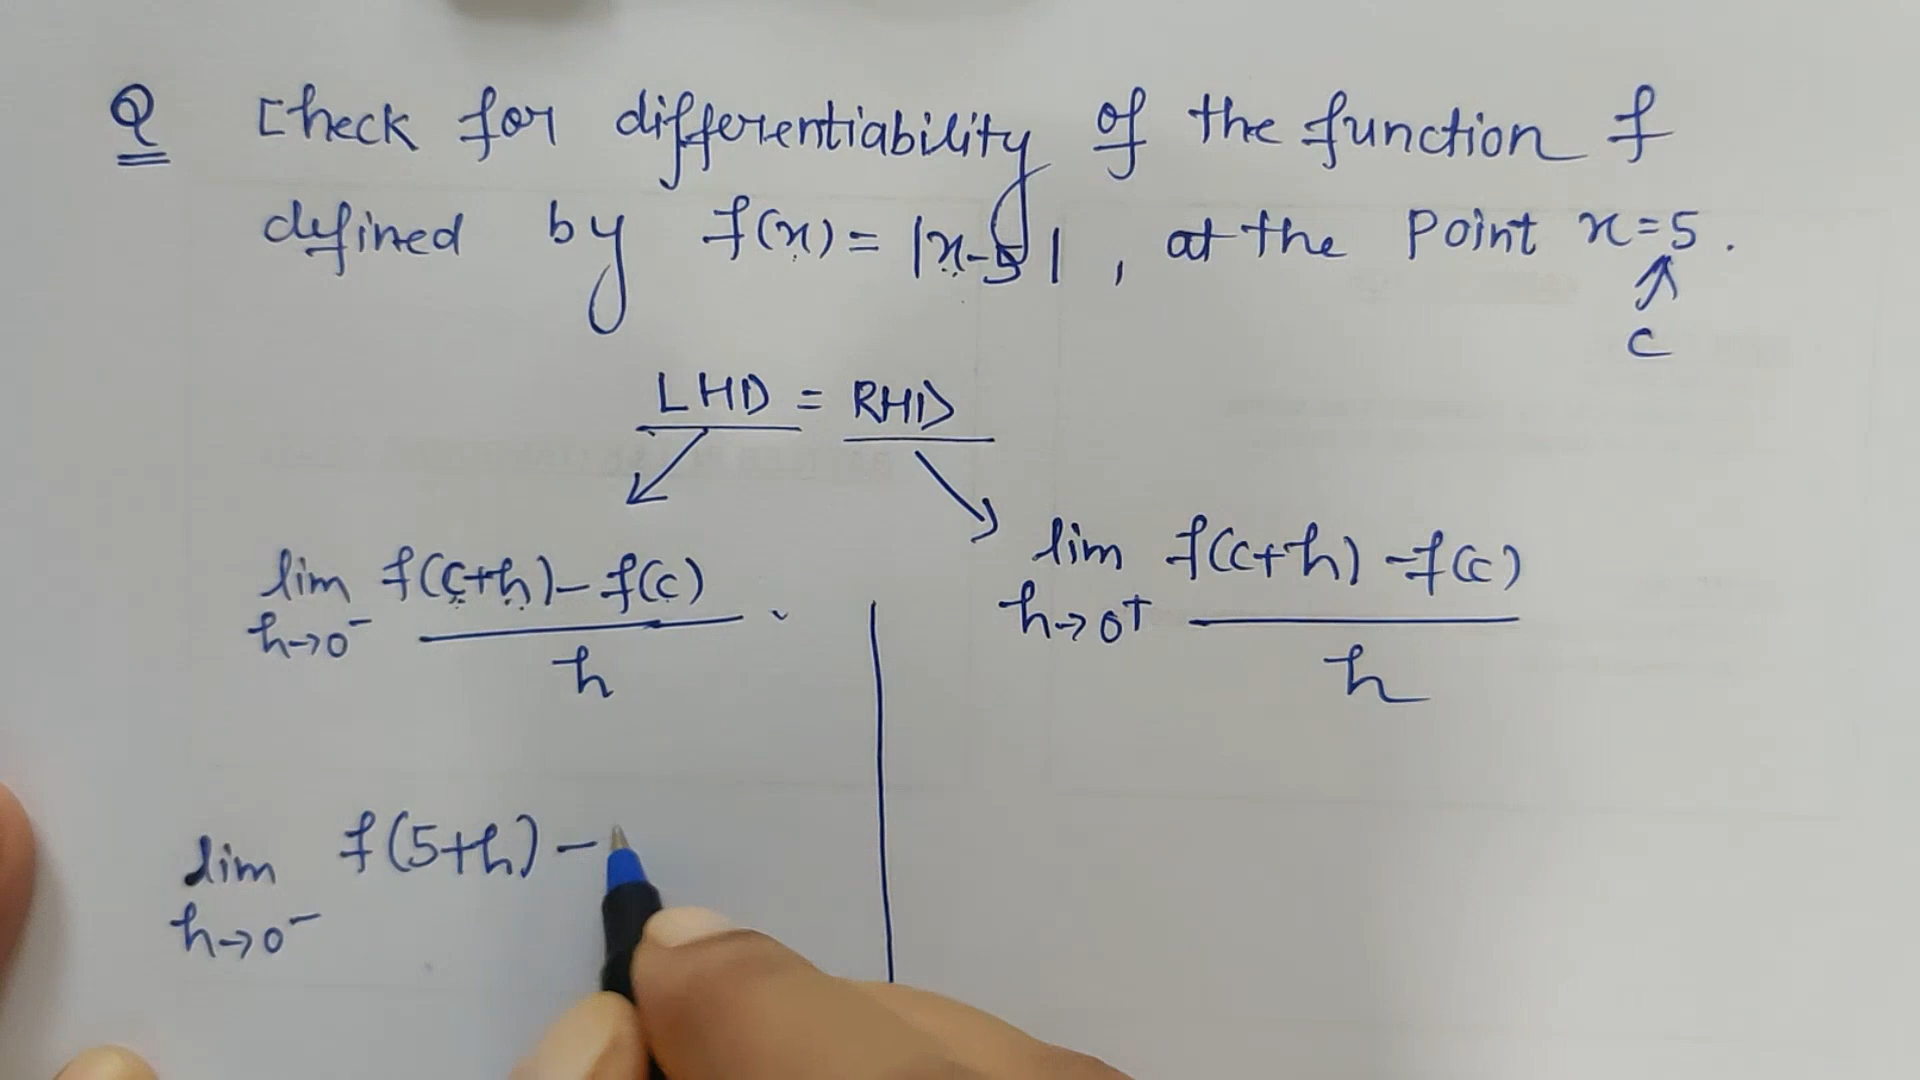 Q Check for differentiability of the function f
defined by f(x) = |x-5| , at the Point x=5.
↑
c
LHD = RHD
lim f(c+h) - f(c)
h→0⁻ h
lim f(c+h) - f(c)
h→0⁺ h
lim f(5+h) -
h→0⁻